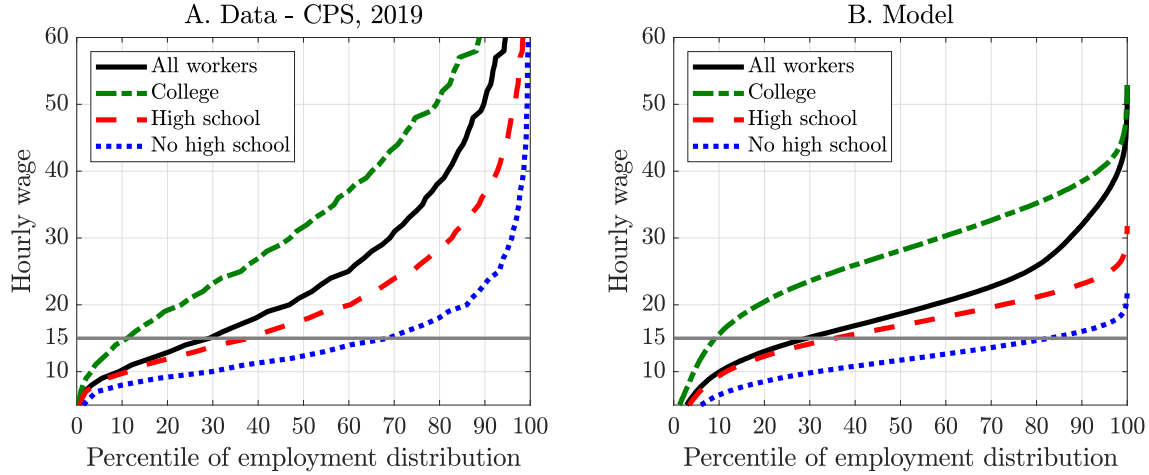 A. Data - CPS, 2019
60
50
40
30
20
15
10
Hourly wage
All workers
College
High school
No high school
0 10 20 30 40 50 60 70 80 90 100
Percentile of employment distribution
B. Model
60
50
40
30
20
15
10
Hourly wage
All workers
College
High school
No high school
0 10 20 30 40 50 60 70 80 90 100
Percentile of employment distribution